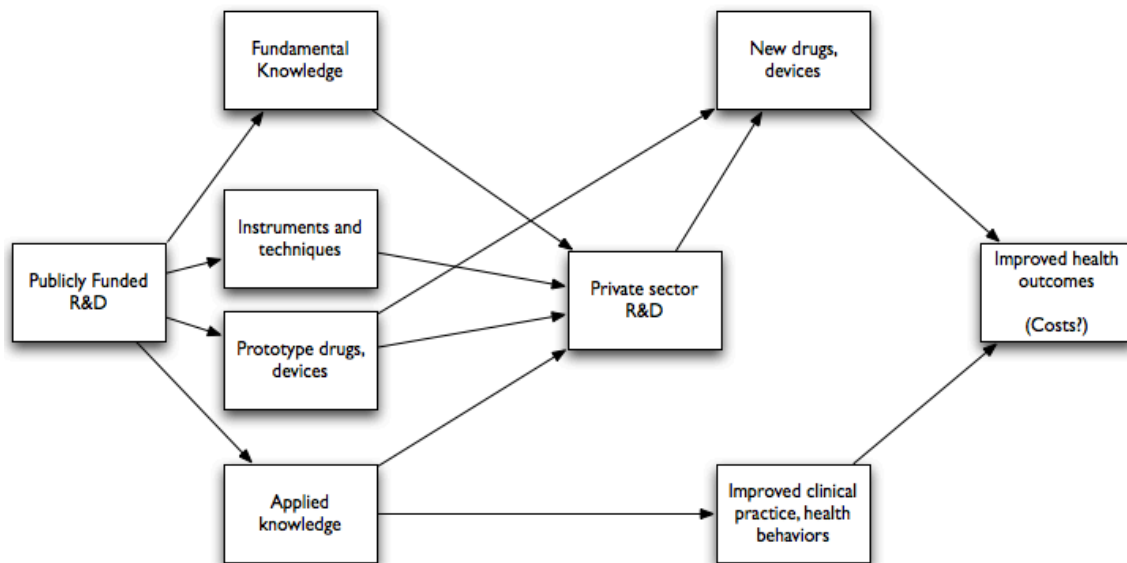 Fundamental
Knowledge
New drugs,
devices
Instruments and
techniques
Publicly Funded
R&D
Private sector
R&D
Improved health
outcomes
(Costs?)
Prototype drugs,
devices
Applied
knowledge
Improved clinical
practice, health
behaviors